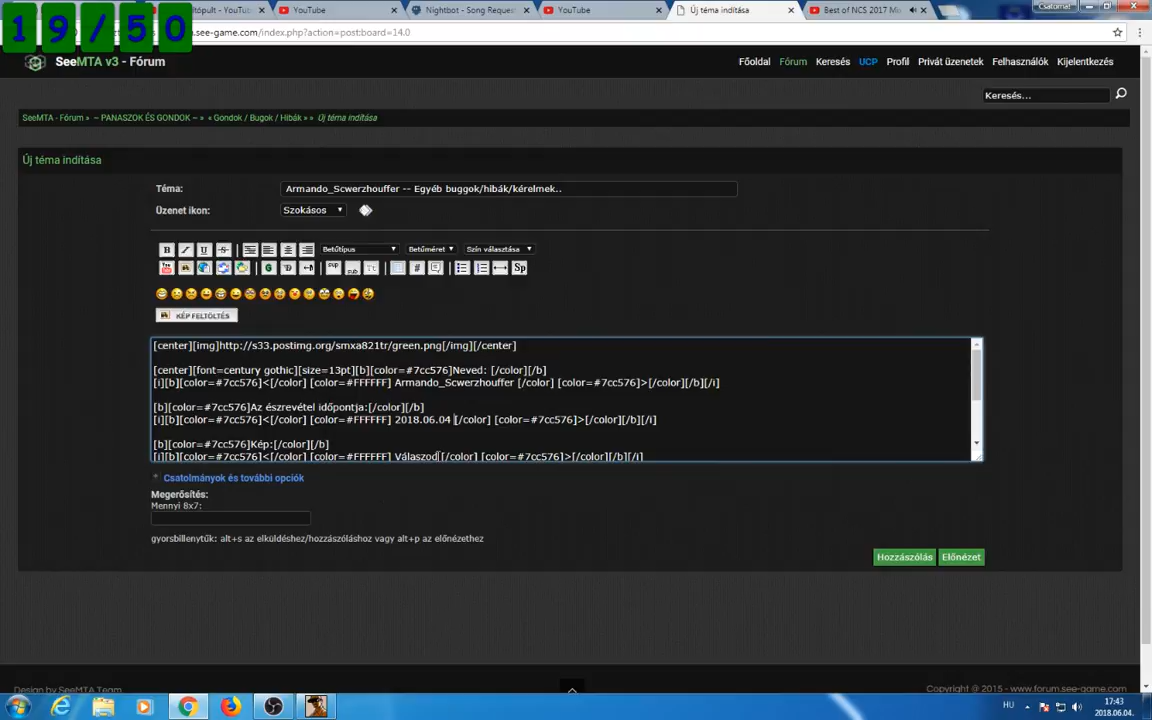 19/50
ltópult - YouTu
YouTube
Nightbot - Song Reques
YouTube
Új téma indítása
Best of NCS 2017 M
Csatornat
um.see-game.com/index.php?action=post;board=14.0
SeeMTA v3 - Fórum
Főoldal
Fórum
Keresés
UCP
Profil
Privát üzenetek
Felhasználók
Kijelentkezés
Keresés...
SeeMTA - Fórum » ~ PANASZOK ÉS GONDOK ~ » « Gondok / Bugok / Hibák » » Új téma indítása
Új téma indítása
Téma:
Armando_Scwerzhouffer -- Egyéb buggok/hibák/kérelmek..
Üzenet ikon:
Szokásos
Betűtípus
Betűméret
Szín választása
KÉP FELTÖLTÉS
[center][img]http://s33.postimg.org/smxa821tr/green.png[/img][/center]
[center][font=century gothic][size=13pt][b][color=#7cc576]Neved: [/color][/b]
[i][b][color=#7cc576]<[/color] [color=#FFFFFF] Armando_Scwerzhouffer [/color] [color=#7cc576]>[/color][/b][/i]
[b][color=#7cc576]Az észrevétel időpontja:[/color][/b]
[i][b][color=#7cc576]<[/color] [color=#FFFFFF] 2018.06.04 [/color] [color=#7cc576]>[/color][/b][/i]
[b][color=#7cc576]Kép:[/color][/b]
[i][b][color=#7cc576]<[/color] [color=#FFFFFF] Válaszod[/color] [color=#7cc576]>[/color][/b][/i]
Csatolmányok és további opciók
Megerősítés:
Mennyi 8x7:
gyorsbillenytűk: alt+s az elküldéshez/hozzászóláshoz vagy alt+p az előnézethez
Hozzászólás
Előnézet
Design by SeeMTA Team
Copyright © 2015 - www.forum.see-game.com
HU
17:43
2018.06.04.